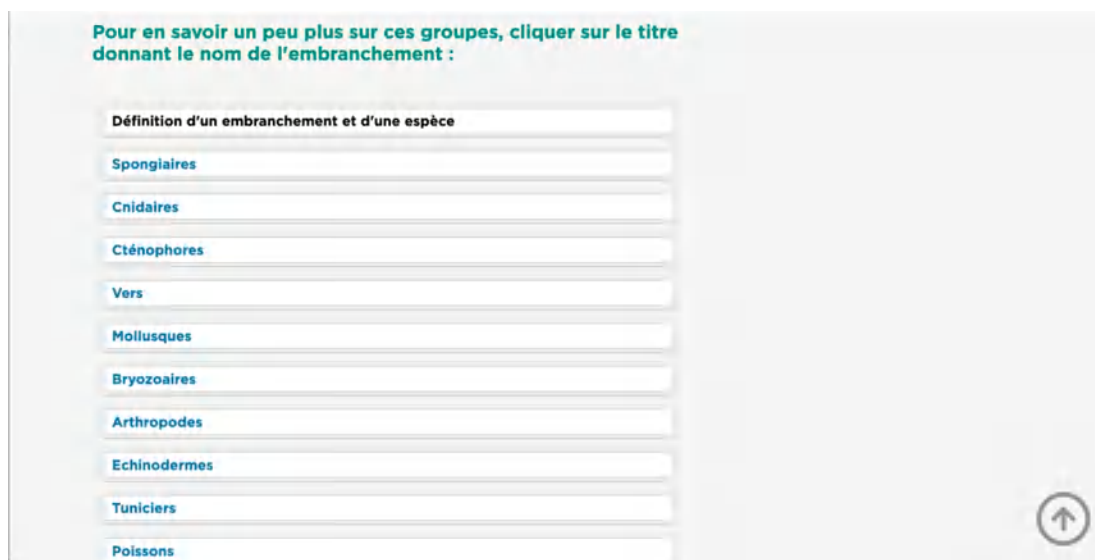 Pour en savoir un peu plus sur ces groupes, cliquer sur le titre
donnant le nom de l'embranchement :
Définition d'un embranchement et d'une espèce
Spongiaires
Cnidaires
Cténophores
Vers
Mollusques
Bryozoaires
Arthropodes
Echinodermes
Tuniciers
Poissons